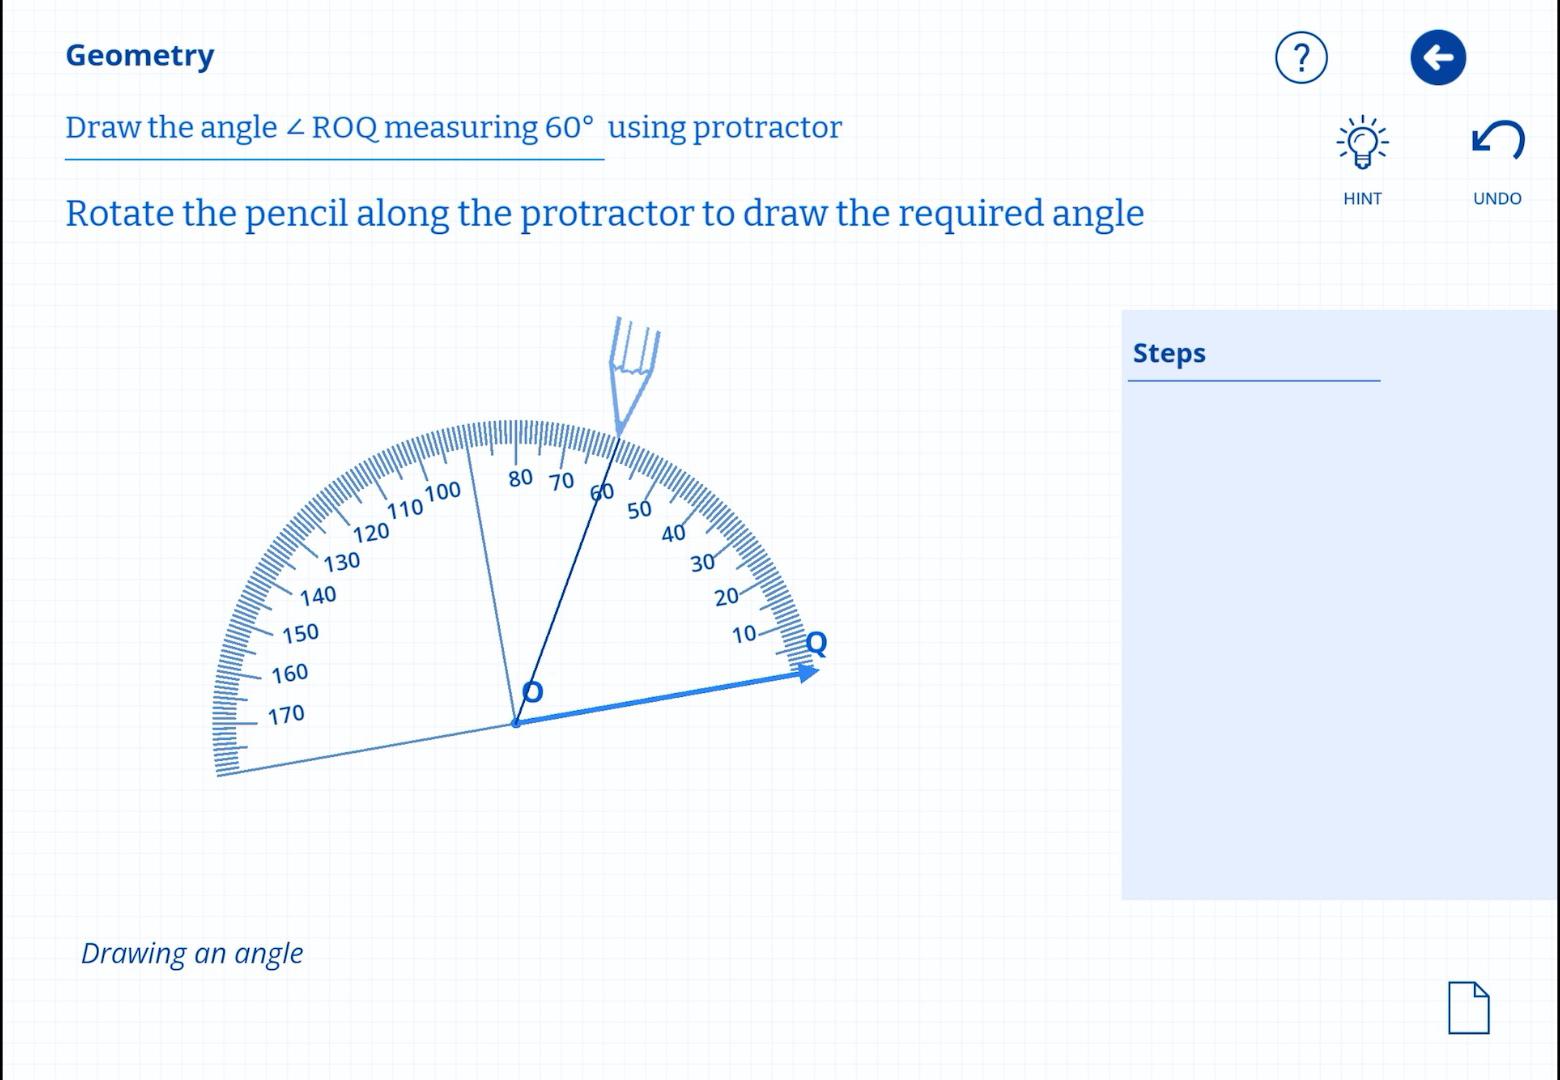 Geometry
?
Draw the angle ∠ ROQ measuring 60° using protractor
HINT
UNDO
Rotate the pencil along the protractor to draw the required angle
Steps
80
70
60
50
40
30
20
10
100
110
120
130
140
150
160
170
Q
O
Drawing an angle